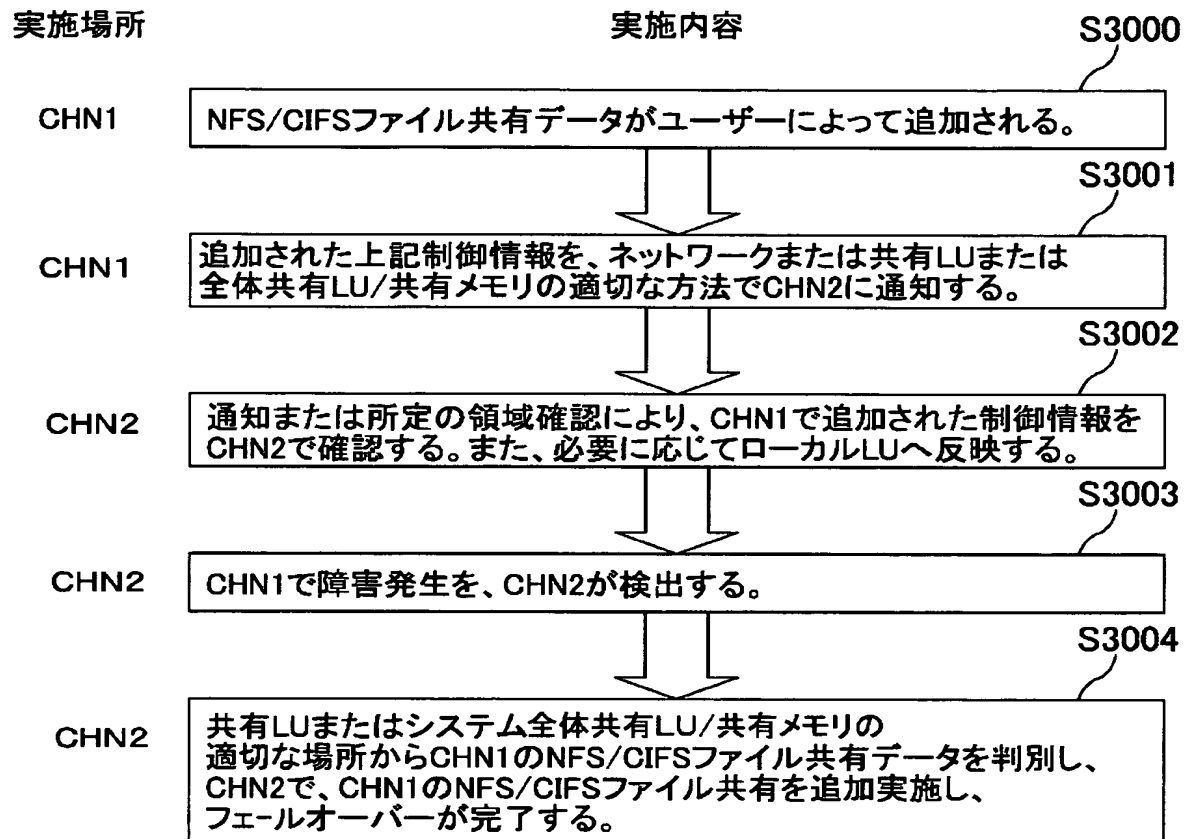 実施場所
実施内容
S3000
CHN1
NFS/CIFSファイル共有データがユーザーによって追加される。
S3001
CHN1
追加された上記制御情報を、ネットワークまたは共有LUまたは
全体共有LU/共有メモリの適切な方法でCHN2に通知する。
S3002
CHN2
通知または所定の領域確認により、CHN1で追加された制御情報を
CHN2で確認する。また、必要に応じてローカルLUへ反映する。
S3003
CHN2
CHN1で障害発生を、CHN2が検出する。
S3004
CHN2
共有LUまたはシステム全体共有LU/共有メモリの
適切な場所からCHN1のNFS/CIFSファイル共有データを判別し、
CHN2で、CHN1のNFS/CIFSファイル共有を追加実施し、
フェールオーバーが完了する。